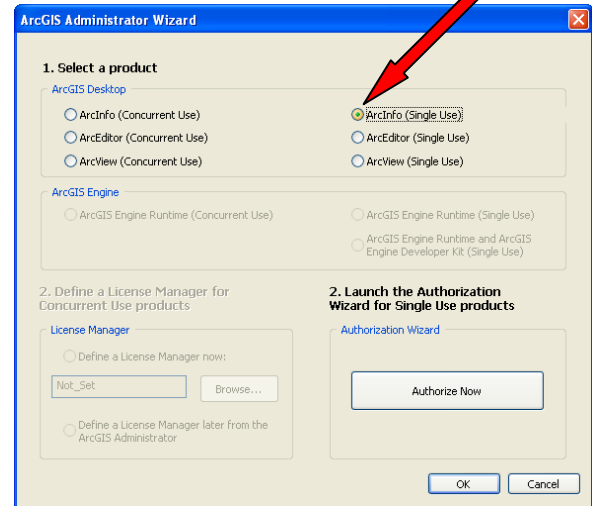 ArcGIS Administrator Wizard
1. Select a product
ArcGIS Desktop
ArcInfo (Concurrent Use)
ArcInfo (Single Use)
ArcEditor (Concurrent Use)
ArcEditor (Single Use)
ArcView (Concurrent Use)
ArcView (Single Use)
ArcGIS Engine
ArcGIS Engine Runtime (Concurrent Use)
ArcGIS Engine Runtime (Single Use)
ArcGIS Engine Runtime and ArcGIS
Engine Developer Kit (Single Use)
2. Define a License Manager for
Concurrent Use products
License Manager
Define a License Manager now:
Not_Set
Browse...
Define a License Manager later from the
ArcGIS Administrator
2. Launch the Authorization
Wizard for Single Use products
Authorization Wizard
Authorize Now
OK
Cancel